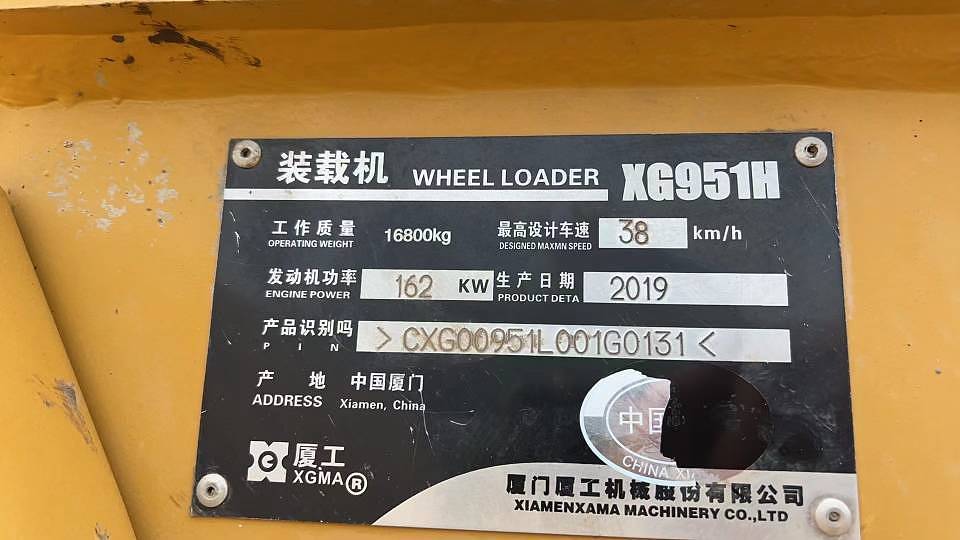 装载机 WHEEL LOADER XG951H
工作质量 16800kg 最高设计车速 38 km/h
OPERATING WEIGHT DESIGNED MAXMN SPEED
发动机功率 162 KW 生产日期 2019
ENGINE POWER PRODUCT DETA
产品识别吗 >CXG00951L001G0131<
PIN
产地 中国厦门
ADDRESS Xiamen, China
中国
CHINA XI
厦工
XGMA ®
厦门厦工机械股份有限公司
XIAMENXAMA MACHINERY CO.,LTD